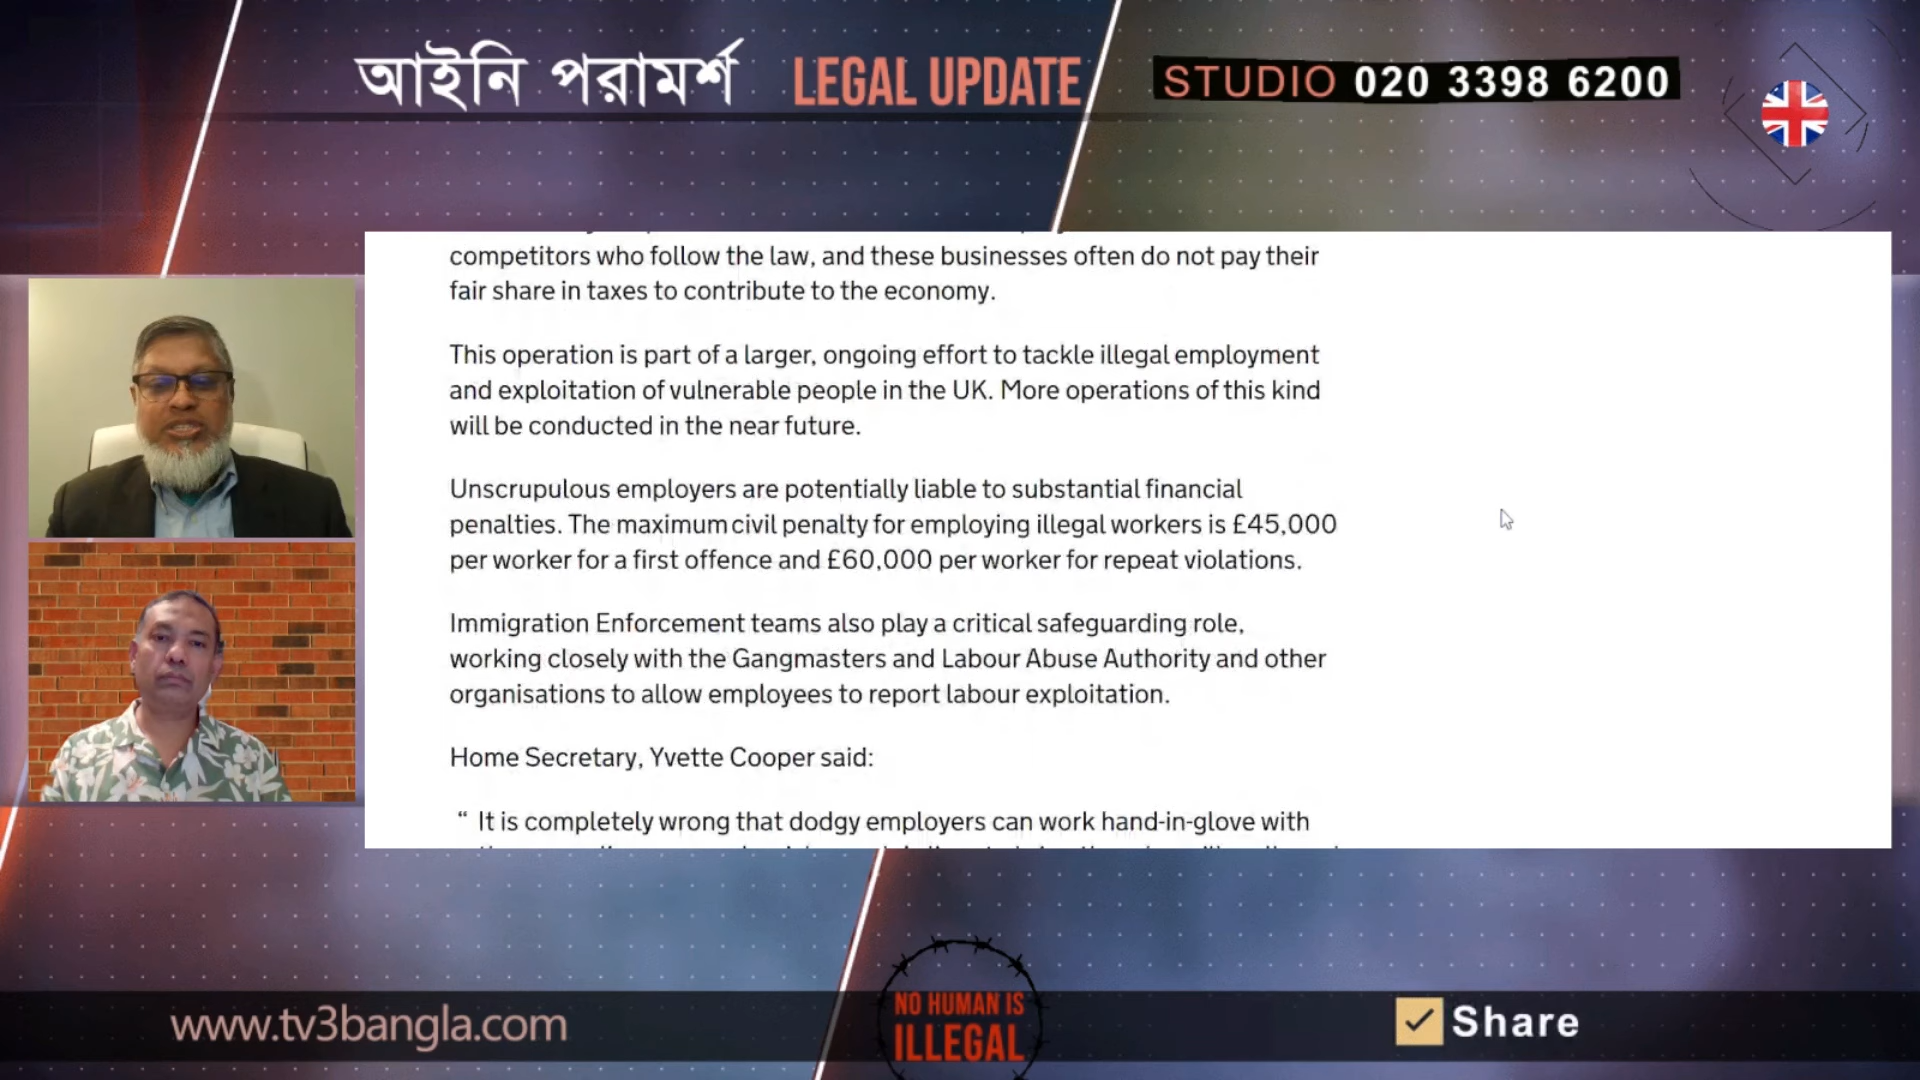 আইনি পরামর্শ LEGAL UPDATE
STUDIO 020 3398 6200
competitors who follow the law, and these businesses often do not pay their
fair share in taxes to contribute to the economy.
This operation is part of a larger, ongoing effort to tackle illegal employment
and exploitation of vulnerable people in the UK. More operations of this kind
will be conducted in the near future.
Unscrupulous employers are potentially liable to substantial financial
penalties. The maximum civil penalty for employing illegal workers is £45,000
per worker for a first offence and £60,000 per worker for repeat violations.
Immigration Enforcement teams also play a critical safeguarding role,
working closely with the Gangmasters and Labour Abuse Authority and other
organisations to allow employees to report labour exploitation.
Home Secretary, Yvette Cooper said:
“ It is completely wrong that dodgy employers can work hand-in-glove with
www.tv3bangla.com
NO HUMAN IS
ILLEGAL
Share